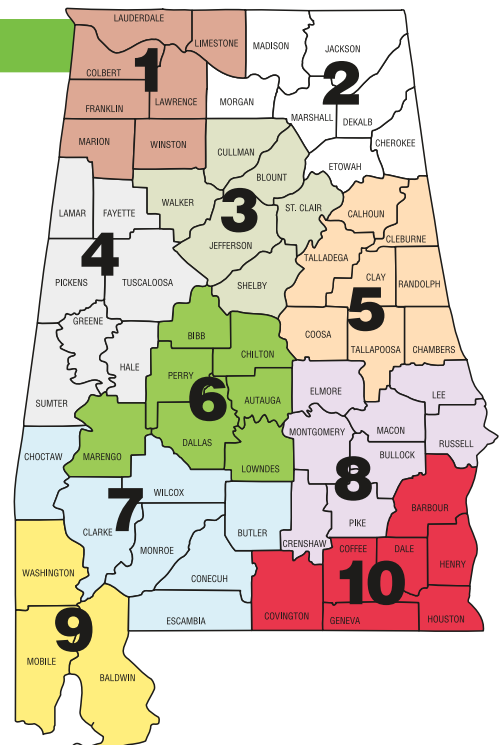 LAUDERDALE
LIMESTONE
MADISON
JACKSON
COLBERT
1
2
FRANKLIN
LAWRENCE
MORGAN
MARSHALL
DEKALB
MARION
WINSTON
CULLMAN
CHEROKEE
ETOWAH
BLOUNT
LAMAR
FAYETTE
WALKER
3
ST. CLAIR
CALHOUN
CLEBURNE
JEFFERSON
4
TALLADEGA
PICKENS
TUSCALOOSA
SHELBY
CLAY
RANDOLPH
5
GREENE
BIBB
COOSA
TALLAPOOSA
CHAMBERS
HALE
CHILTON
PERRY
6
AUTAUGA
ELMORE
LEE
SUMTER
MONTGOMERY
MACON
DALLAS
RUSSELL
CHOCTAW
MARENGO
LOWNDES
BULLOCK
8
WILCOX
7
BARBOUR
CLARKE
BUTLER
PIKE
CRENSHAW
MONROE
COFFEE
DALE
HENRY
WASHINGTON
CONECUH
10
ESCAMBIA
COVINGTON
GENEVA
HOUSTON
9
MOBILE
BALDWIN